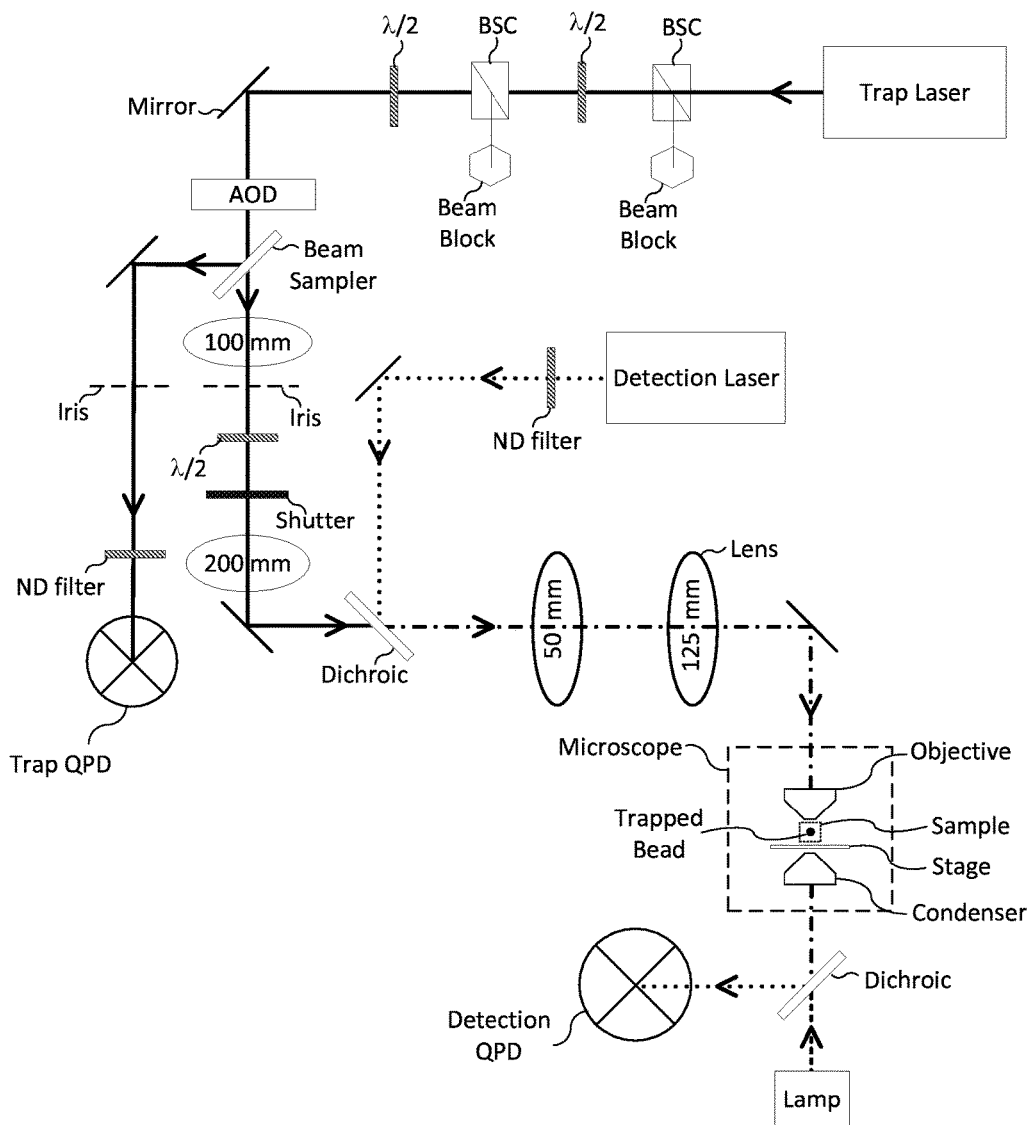 λ/2
BSC
λ/2
BSC
Trap Laser
Mirror
Beam
Block
Beam
Block
AOD
Beam
Sampler
100 mm
Iris
Iris
Detection Laser
ND filter
λ/2
Shutter
200 mm
ND filter
Lens
50 mm
125 mm
Dichroic
Trap QPD
Microscope
Objective
Trapped
Bead
Sample
Stage
Condenser
Dichroic
Detection
QPD
Lamp